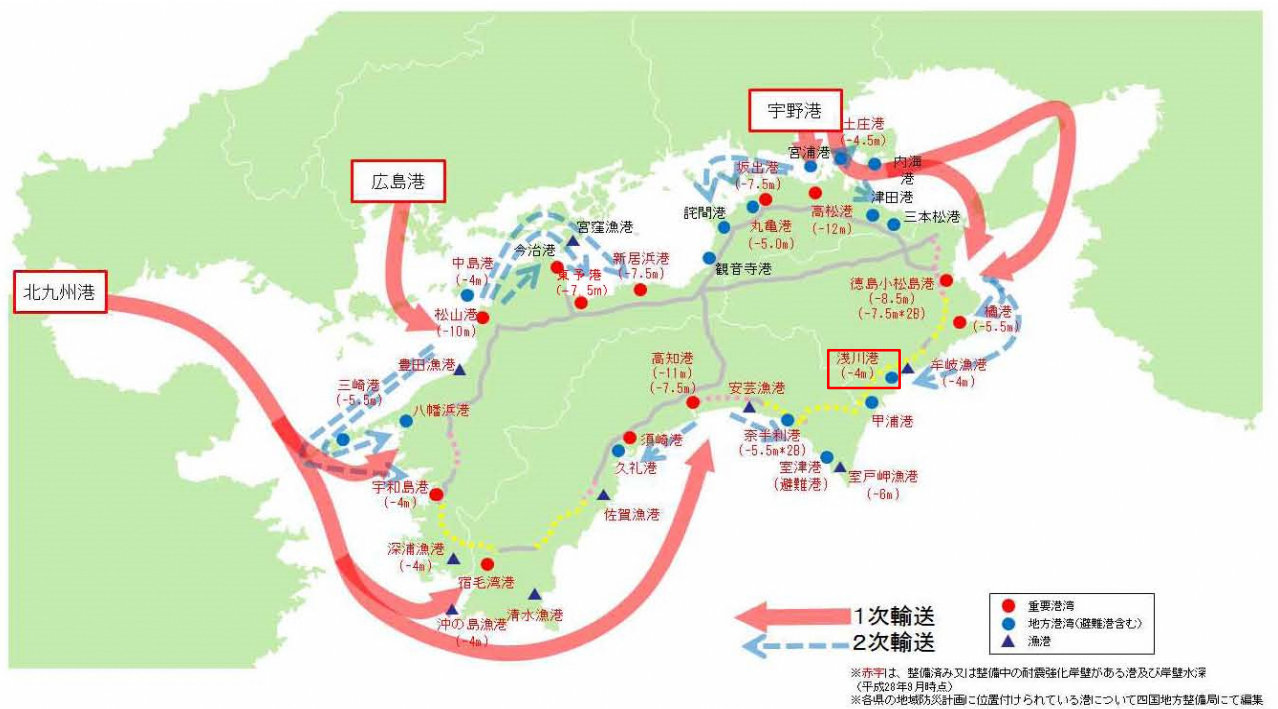 宇野港
土庄港
(-4.5m)
宮浦港
内海
港
坂出港
(-7.5m)
広島港
津田港
詫間港
高松港
(-12m)
三本松港
宮窪漁港
丸亀港
(-5.0m)
今治港
新居浜港
(-7.5m)
中島港
(-4m)
観音寺港
東予港
(-7.5m)
北九州港
徳島小松島港
(-8.5m)
(-7.5m*2B)
松山港
(-10m)
橘港
(-5.5m)
浅川港
(-4m)
高知港
(-11m)
(-7.5m)
豊田漁港
牟岐漁港
(-4m)
三崎港
(-5.5m)
安芸漁港
八幡浜港
甲浦港
須崎港
奈半利港
(-5.5m*2B)
久礼港
室津港
(避難港)
室戸岬漁港
(-6m)
宇和島港
(-4m)
佐賀漁港
深浦漁港
(-4m)
宿毛湾港
清水漁港
沖の島漁港
(-4m)
1次輸送
2次輸送
重要港湾
地方港湾(避難港含む)
漁港
※赤字は、整備済み又は整備中の耐震強化岸壁がある港及び岸壁水深
(平成28年9月時点)
※各県の地域防災計画に位置付けられている港について四国地方整備局にて編集